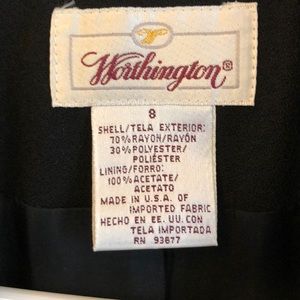 Worthington®
8
SHELL/TELA EXTERIOR:
70% RAYON/RAYÓN
30% POLYESTER/
POLIÉSTER
LINING/FORRO:
100% ACETATE/
ACETATO
MADE IN U.S.A. OF
IMPORTED FABRIC
HECHO EN EE. UU. CON
TELA IMPORTADA
RN 93677